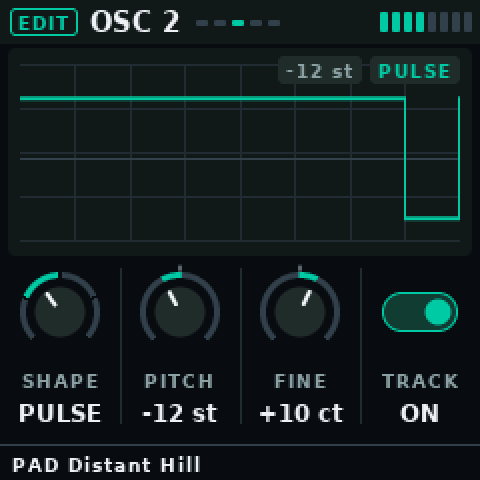 EDIT OSC 2
-12 st PULSE
SHAPE PITCH FINE TRACK
PULSE -12 st +10 ct ON
PAD Distant Hill